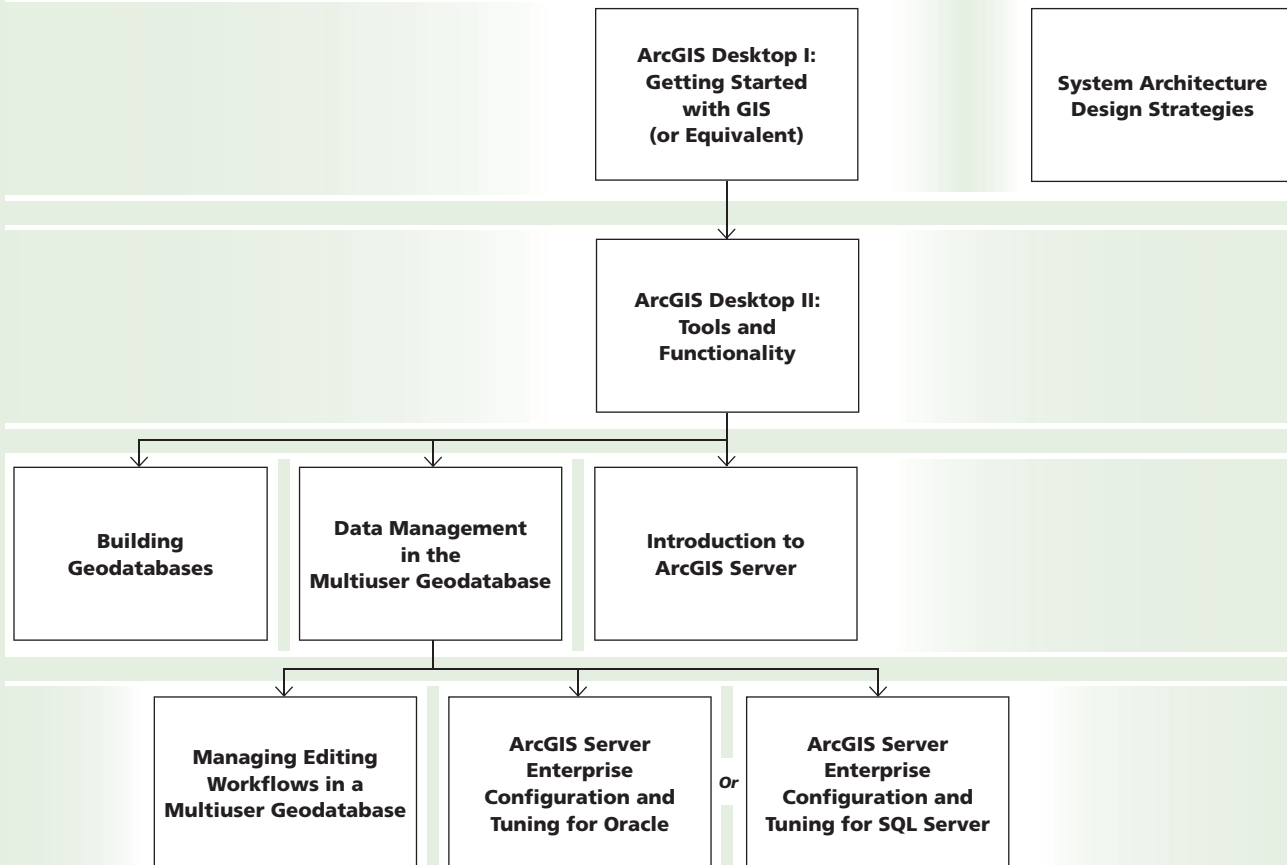 ArcGIS Desktop I:
Getting Started
with GIS
(or Equivalent)
System Architecture
Design Strategies
ArcGIS Desktop II:
Tools and
Functionality
Building
Geodatabases
Data Management
in the
Multiuser Geodatabase
Introduction to
ArcGIS Server
Managing Editing
Workflows in a
Multiuser Geodatabase
ArcGIS Server
Enterprise
Configuration and
Tuning for Oracle
Or
ArcGIS Server
Enterprise
Configuration and
Tuning for SQL Server